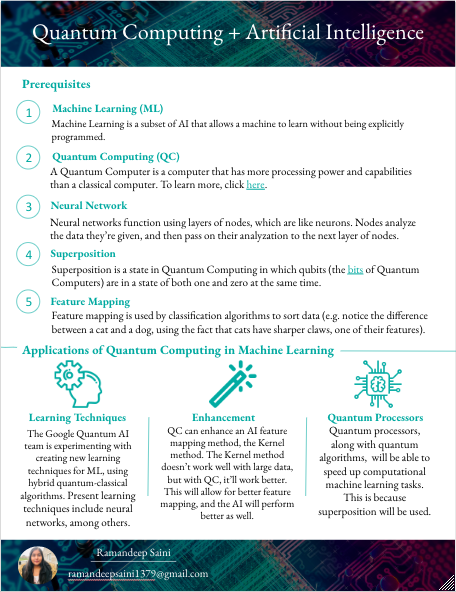 Quantum Computing + Artificial Intelligence
Prerequisites
1
Machine Learning (ML)
Machine Learning is a subset of AI that allows a machine to learn without being explicitly
programmed.
2
Quantum Computing (QC)
A Quantum Computer is a computer that has more processing power and capabilities
than a classical computer. To learn more, click here.
3
Neural Network
Neural networks function using layers of nodes, which are like neurons. Nodes analyze
the data they're given, and then pass on their analyzation to the next layer of nodes.
4
Superposition
Superposition is a state in Quantum Computing in which qubits (the bits of Quantum
Computers) are in a state of both one and zero at the same time.
5
Feature Mapping
Feature mapping is used by classification algorithms to sort data (e.g. notice the difference
between a cat and a dog, using the fact that cats have sharper claws, one of their features).
Applications of Quantum Computing in Machine Learning
Learning Techniques
The Google Quantum AI
team is experimenting with
creating new learning
techniques for ML, using
hybrid quantum-classical
algorithms. Present learning
techniques include neural
networks, among others.
Enhancement
QC can enhance an AI feature
mapping method, the Kernel
method. The Kernel method
doesn't work well with large data,
but with QC, it'll work better.
This will allow for better feature
mapping, and the AI will perform
better as well.
Quantum Processors
Quantum processors,
along with quantum
algorithms, will be able to
speed up computational
machine learning tasks.
This is because
superposition will be used.
Ramandeep Saini
ramandeepsaini1379@gmail.com